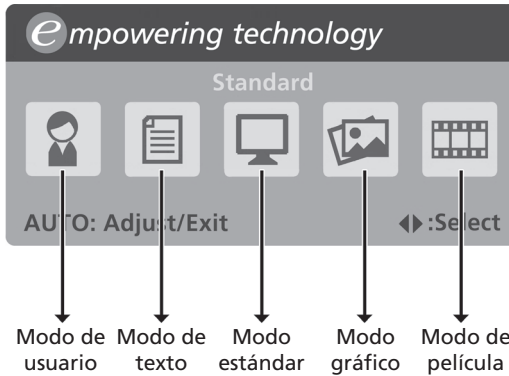 empowering technology
Standard
AUTO: Adjust/Exit :Select
Modo de usuario
Modo de texto
Modo estándar
Modo gráfico
Modo de película